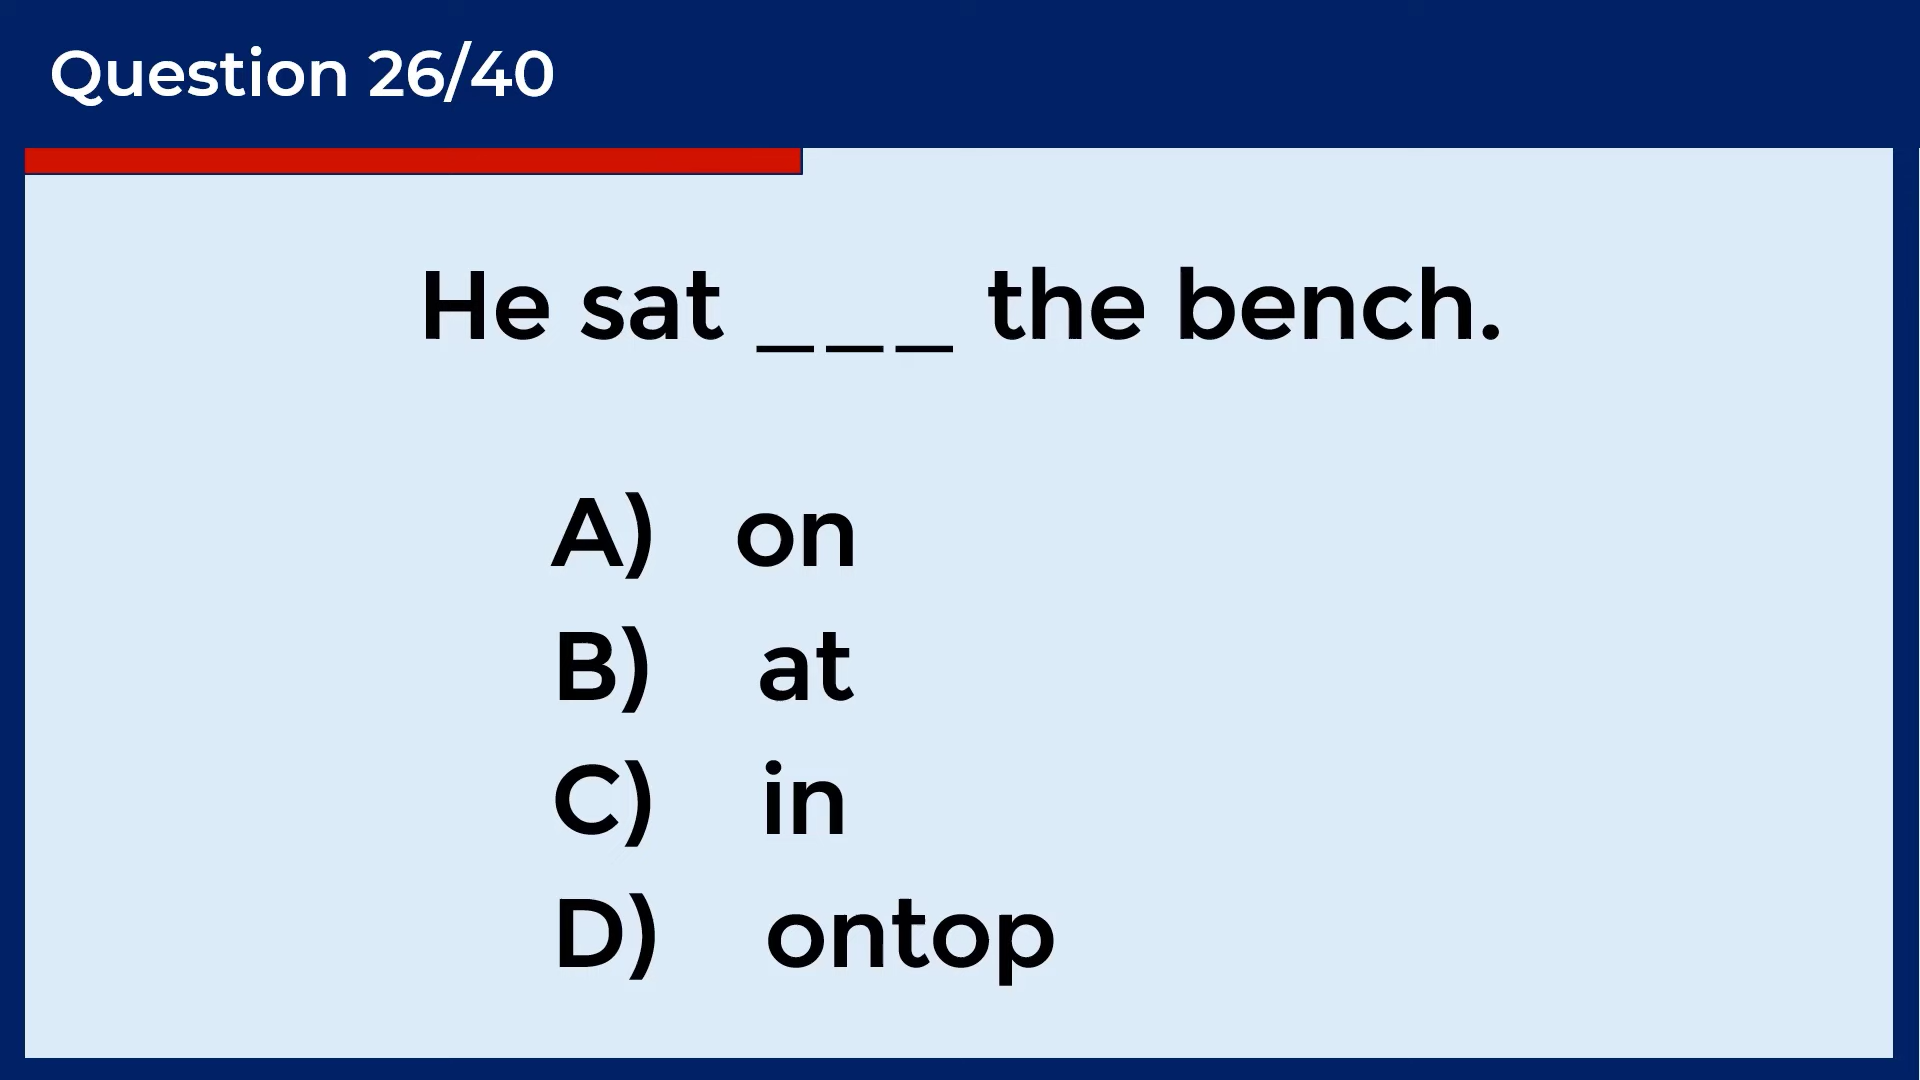 Question 26/40
He sat ___ the bench.
A) on
B) at
C) in
D) ontop